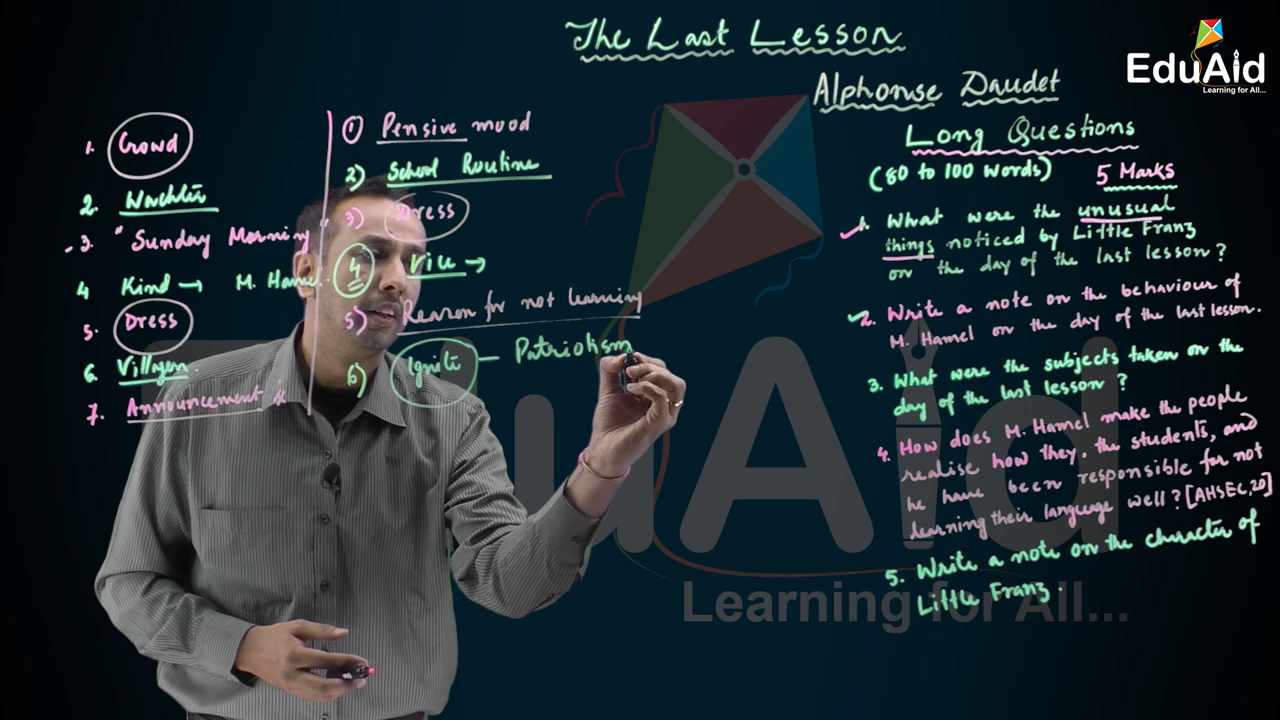 The Last Lesson
Alphonse Daudet
EduAid
Learning for All...
1. Crowd
2. Wachter
3. "Sunday Morning"
4 Kind → M. Hamel.
5. Dress
6. Villager.
7. Announcement
① Pensive mood
2) School Routine
3) Dress
4 Vice →
5) Reason for not learning
6) Ignite - Patriotism
Long Questions
(80 to 100 words) 5 Marks
1. What were the unusual
things noticed by Little Franz
on the day of the last lesson?
2. Write a note on the behaviour of
M. Hamel on the day of the last lesson.
3. What were the subjects taken on the
day of the last lesson?
4. How does M. Hamel make the people
realise how they, the students, and
he have been responsible for not
learning their language well? [AHSEC, 20]
5. Write a note on the character of
Little Franz.
EduAid
Learning for All...